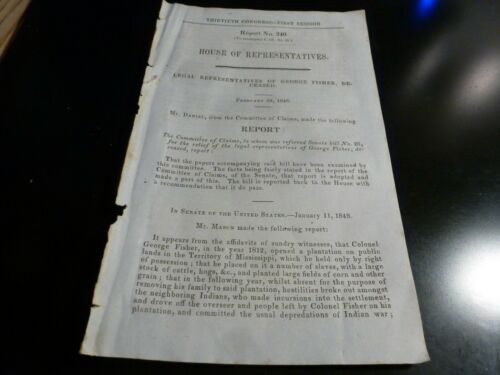 THIRTIETH CONGRESS—FIRST SESSION
Report No. 240.
HOUSE OF REPRESENTATIVES.
LEGAL REPRESENTATIVES OF GEORGE FISHER, DE-
CEASED.
FEBRUARY 1848.
MR. DANIEL, from the Committee of Claims, made the following
REPORT
The Committee of Claims, to whom was referred Senate bill No.
for the relief of the legal representatives of George Fisher, de-
ceased, report:
That the papers accompanying said bill have been examined by
this committee. The facts being fairly stated in the report of the
Committee of Claims, of the Senate, that report is adopted and
made a part of this. The bill is reported back to the House with
a recommendation that it do pass.
IN SENATE OF THE UNITED STATES.—January 11, 1848.
MR. MASON made the following report:
It appears from the affidavits of sundry witnesses, that Colonel
George Fisher, in the year 1812, opened a plantation on public
lands in the Territory of Mississippi, which he held only by right
of possession; that he placed on it a number of slaves, with a large
stock of cattle, hogs, &c., and planted large fields of corn and other
grain; that in the following year, whilst absent for the purpose of
removing his family to said plantation, hostilities broke out amongst
the neighboring Indians, who made incursions into the settlement,
and drove off the overseer and people left by Colonel Fisher on his
plantation, and committed the usual depredations of Indian war;